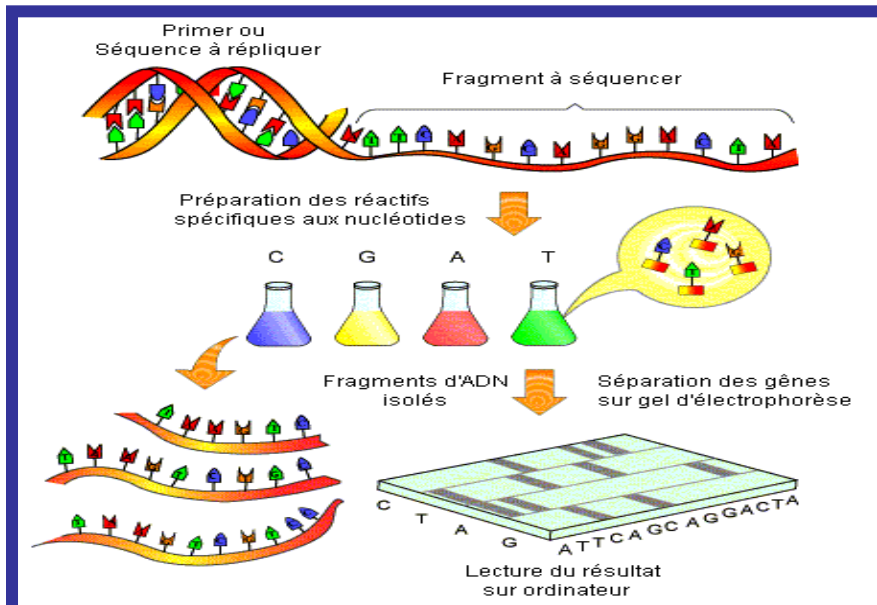 Primer ou
Séquence à répliquer
Fragment à séquencer
Préparation des réactifs
spécifiques aux nucléotides
C G A T
Fragments d'ADN
isolés
Séparation des gênes
sur gel d'électrophorèse
C T A G
ATTCAGCAGGACTA
Lecture du résultat
sur ordinateur